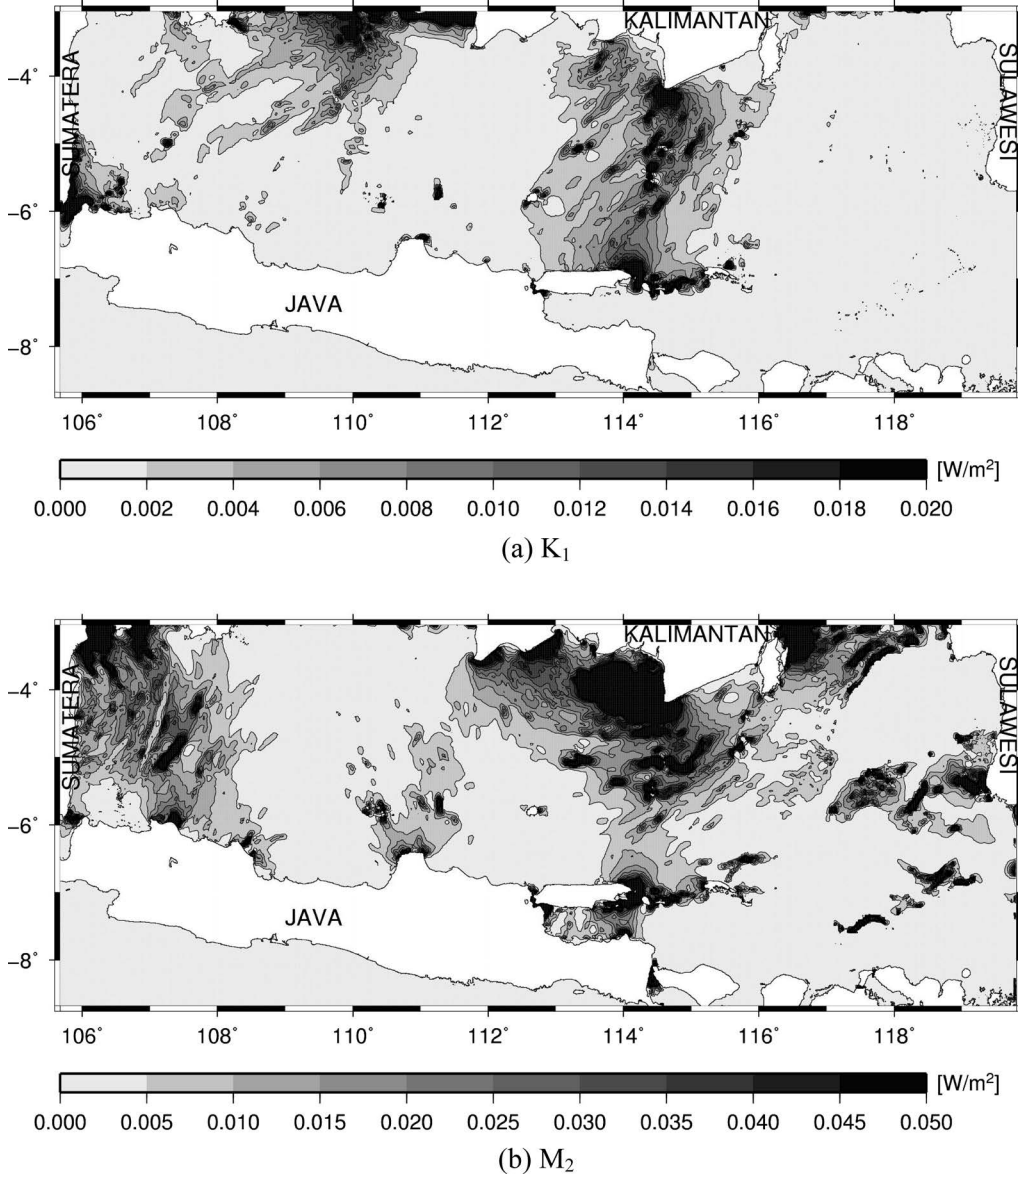 KALIMANTAN
SUMATERA
SULAWESI
JAVA
−4°
−6°
−8°
106° 108° 110° 112° 114° 116° 118°
[W/m²]
0.000 0.002 0.004 0.006 0.008 0.010 0.012 0.014 0.016 0.018 0.020
(a) K₁
KALIMANTAN
SUMATERA
SULAWESI
JAVA
−4°
−6°
−8°
106° 108° 110° 112° 114° 116° 118°
[W/m²]
0.000 0.005 0.010 0.015 0.020 0.025 0.030 0.035 0.040 0.045 0.050
(b) M₂